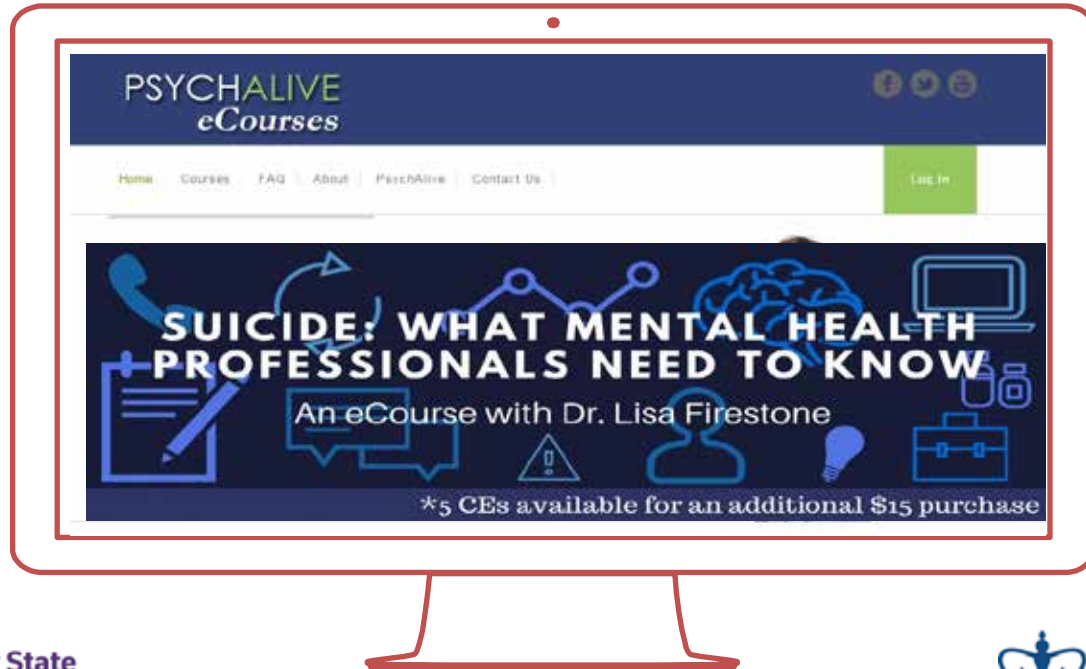 PSYCHALIVE
eCourses
Home Courses FAQ About PsychAlive Contact Us
Log In
SUICIDE: WHAT MENTAL HEALTH
PROFESSIONALS NEED TO KNOW
An eCourse with Dr. Lisa Firestone
*5 CEs available for an additional $15 purchase
State